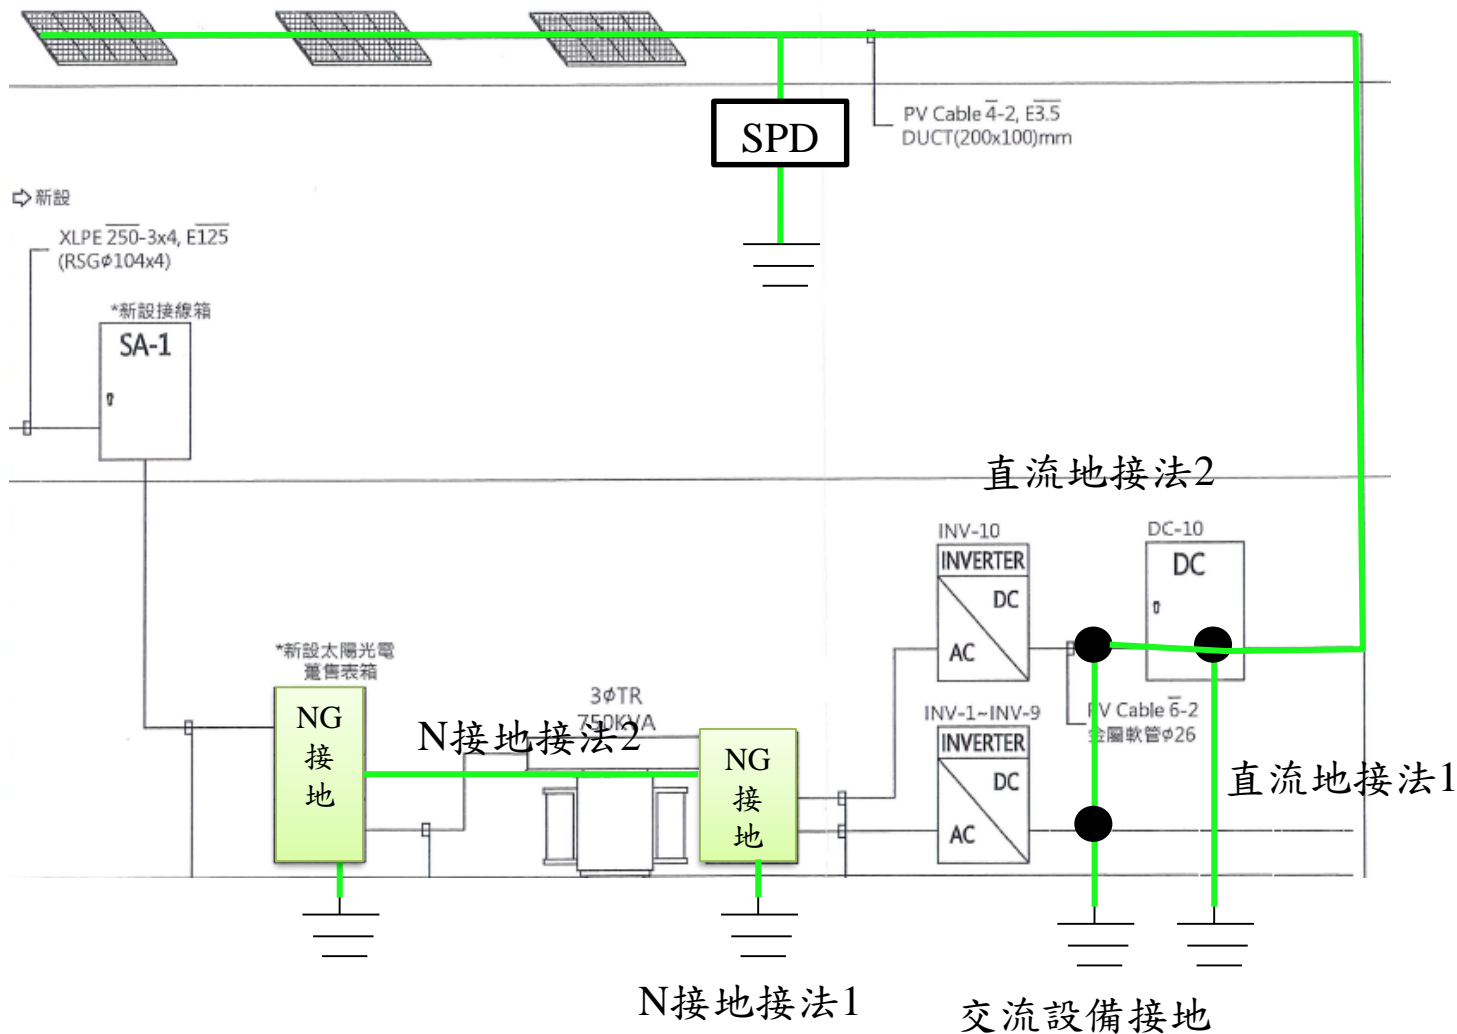 PV Cable 4-2, E3.5
DUCT(200x100)mm
SPD
新設
XLPE 250-3x4, E125
(RSGφ104x4)
*新設接線箱
SA-1
直流地接法2
INV-10
INVERTER
DC
AC
DC-10
DC
*新設太陽光電
躉售表箱
NG
接
地
3φTR
750KVA
N接地接法2
NG
接
地
INV-1~INV-9
INVERTER
DC
AC
PV Cable 6-2
金屬軟管φ26
直流地接法1
N接地接法1
交流設備接地